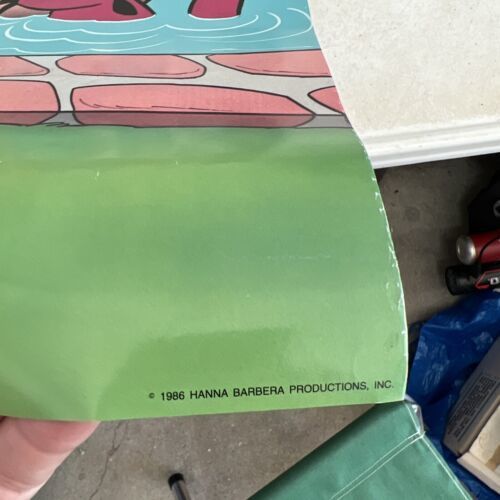 © 1986 HANNA BARBERA PRODUCTIONS, INC.